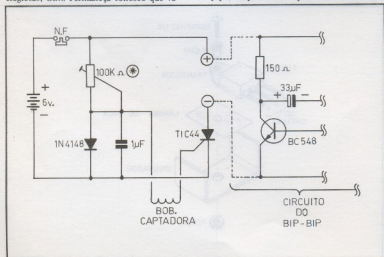 N.F
+
6v.
−
100K Ω
*
1N4148
1µF
BOB.
CAPTADORA
TIC44
+
−
150 Ω
33µF
+
−
BC548
CIRCUITO
DO
BIP-BIP